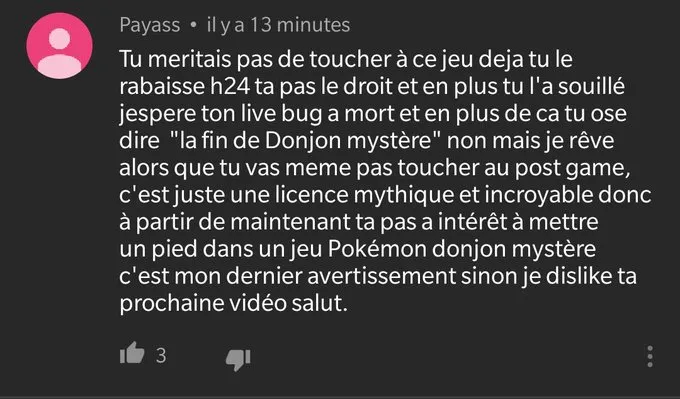 Payass • il y a 13 minutes
Tu meritais pas de toucher à ce jeu deja tu le
rabaisse h24 ta pas le droit et en plus tu l'a souillé
jespere ton live bug a mort et en plus de ca tu ose
dire "la fin de Donjon mystère" non mais je rêve
alors que tu vas meme pas toucher au post game,
c'est juste une licence mythique et incroyable donc
à partir de maintenant ta pas a intérêt à mettre
un pied dans un jeu Pokémon donjon mystère
c'est mon dernier avertissement sinon je dislike ta
prochaine vidéo salut.
3